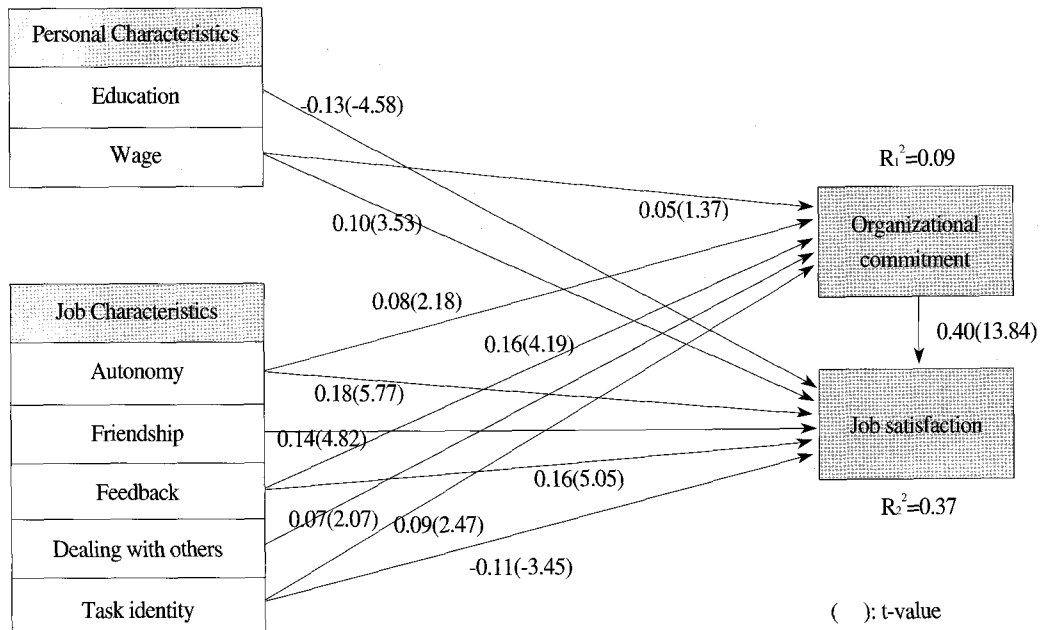 Personal Characteristics
Education
Wage
-0.13(-4.58)
R₁²=0.09
0.05(1.37)
0.10(3.53)
Organizational
commitment
Job Characteristics
0.08(2.18)
0.40(13.84)
0.16(4.19)
Autonomy
0.18(5.77)
Friendship
0.14(4.82)
Job satisfaction
Feedback
0.16(5.05)
R₂²=0.37
0.07(2.07)
0.09(2.47)
Dealing with others
-0.11(-3.45)
Task identity
( ): t-value